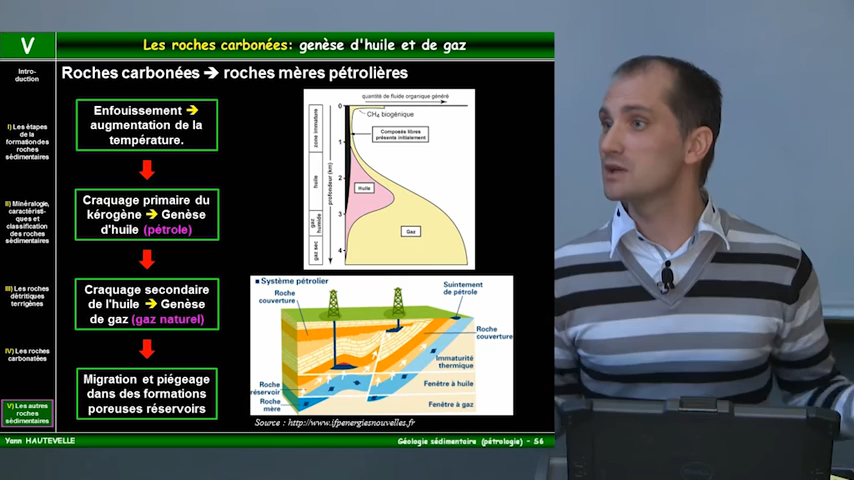 V
Les roches carbonées: genèse d'huile et de gaz
Intro-
duction
I) Les étapes
de la
formation des
roches
sédimentaires
II) Minéralogie,
caractérist-
iques et
classification
des roches
sédimentaires
III) Les roches
détritiques
terrigènes
IV) Les roches
carbonatées
V) Les autres
roches
sédimentaires
Roches carbonées ➔ roches mères pétrolières
Enfouissement ➔
augmentation de la
température.
Craquage primaire du
kérogène ➔ Genèse
d'huile (pétrole)
Craquage secondaire
de l'huile ➔ Genèse
de gaz (gaz naturel)
Migration et piégeage
dans des formations
poreuses réservoirs
quantité de fluide organique généré
0
CH4 biogénique
Composés libres
présents initialement
1
2
3
4
zone immature
huile
gaz humide
gaz sec
profondeur (km)
Huile
Gaz
Système pétrolier
Roche
couverture
Suintement
de pétrole
Roche
couverture
Immaturité
thermique
Roche
réservoir
Fenêtre à huile
Roche
mère
Fenêtre à gaz
Source : http://www.ifpenergiesnouvelles.fr
Yann HAUTEVELLE
Géologie sédimentaire (pétrologie) - 56